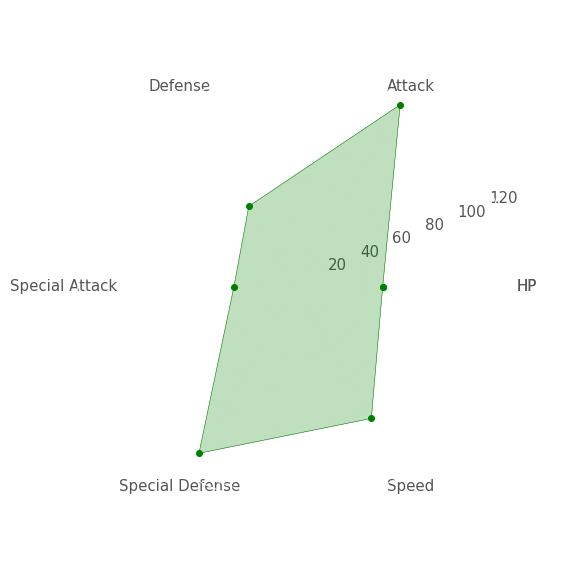 Defense
Attack
120
100
80
60
40
20
Special Attack
HP
Special Defense
Speed